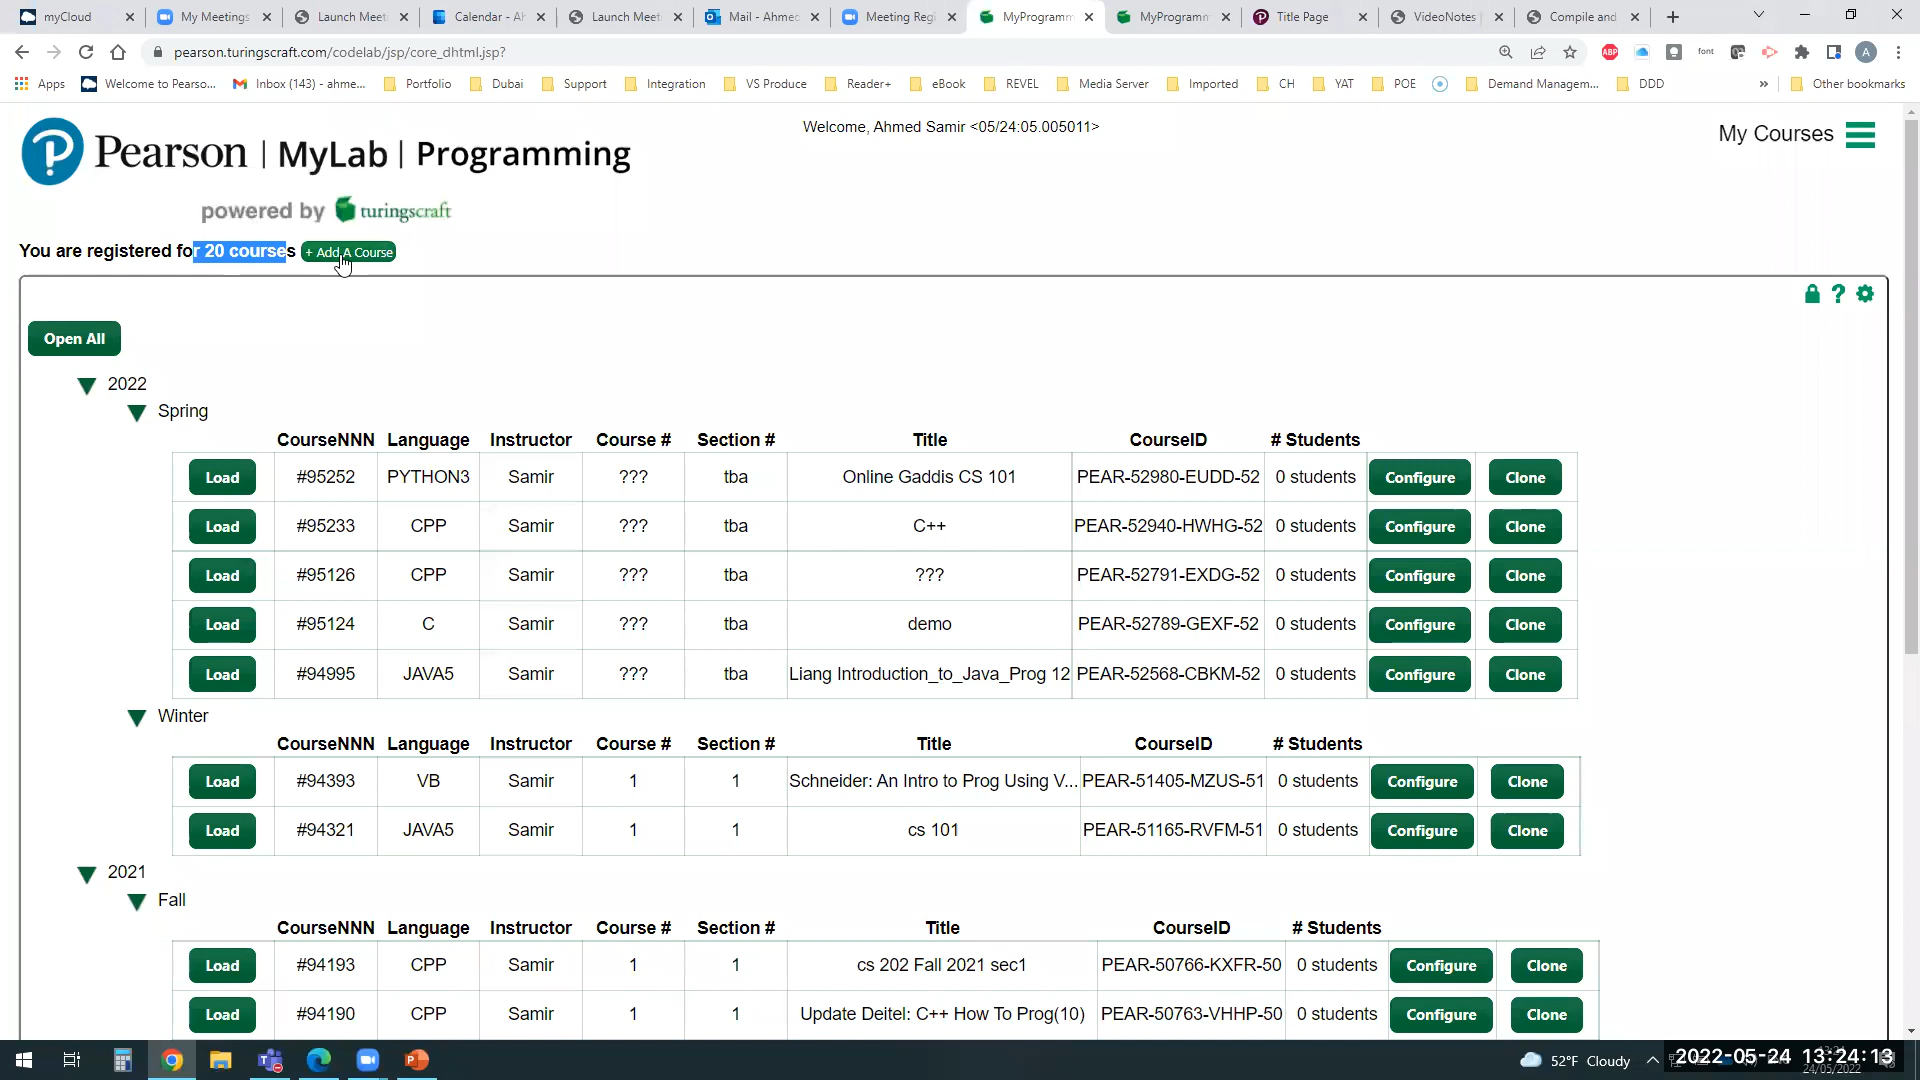 myCloud
My Meetings
Launch Meet
Calendar - Ah
Launch Meet
Mail - Ahmed
Meeting Regi
MyProgramm
MyProgramm
Title Page
VideoNotes
Compile and
pearson.turingscraft.com/codelab/jsp/core_dhtml.jsp?
ABP
font
A
Apps
Welcome to Pearso...
Inbox (143) - ahme...
Portfolio
Dubai
Support
Integration
VS Produce
Reader+
eBook
REVEL
Media Server
Imported
CH
YAT
POE
Demand Managem...
DDD
»
Other bookmarks
Pearson | MyLab | Programming
Welcome, Ahmed Samir <05/24:05.005011>
My Courses
powered by turingscraft
You are registered for 20 courses + Add A Course
Open All
2022
Spring
CourseNNN Language Instructor Course # Section # Title CourseID # Students
Load #95252 PYTHON3 Samir ??? tba Online Gaddis CS 101 PEAR-52980-EUDD-52 0 students Configure Clone
Load #95233 CPP Samir ??? tba C++ PEAR-52940-HWHG-52 0 students Configure Clone
Load #95126 CPP Samir ??? tba ??? PEAR-52791-EXDG-52 0 students Configure Clone
Load #95124 C Samir ??? tba demo PEAR-52789-GEXF-52 0 students Configure Clone
Load #94995 JAVA5 Samir ??? tba Liang Introduction_to_Java_Prog 12 PEAR-52568-CBKM-52 0 students Configure Clone
Winter
CourseNNN Language Instructor Course # Section # Title CourseID # Students
Load #94393 VB Samir 1 1 Schneider: An Intro to Prog Using V... PEAR-51405-MZUS-51 0 students Configure Clone
Load #94321 JAVA5 Samir 1 1 cs 101 PEAR-51165-RVFM-51 0 students Configure Clone
2021
Fall
CourseNNN Language Instructor Course # Section # Title CourseID # Students
Load #94193 CPP Samir 1 1 cs 202 Fall 2021 sec1 PEAR-50766-KXFR-50 0 students Configure Clone
Load #94190 CPP Samir 1 1 Update Deitel: C++ How To Prog(10) PEAR-50763-VHHP-50 0 students Configure Clone
52°F Cloudy
2022-05-24 13:24:13
24/05/2022